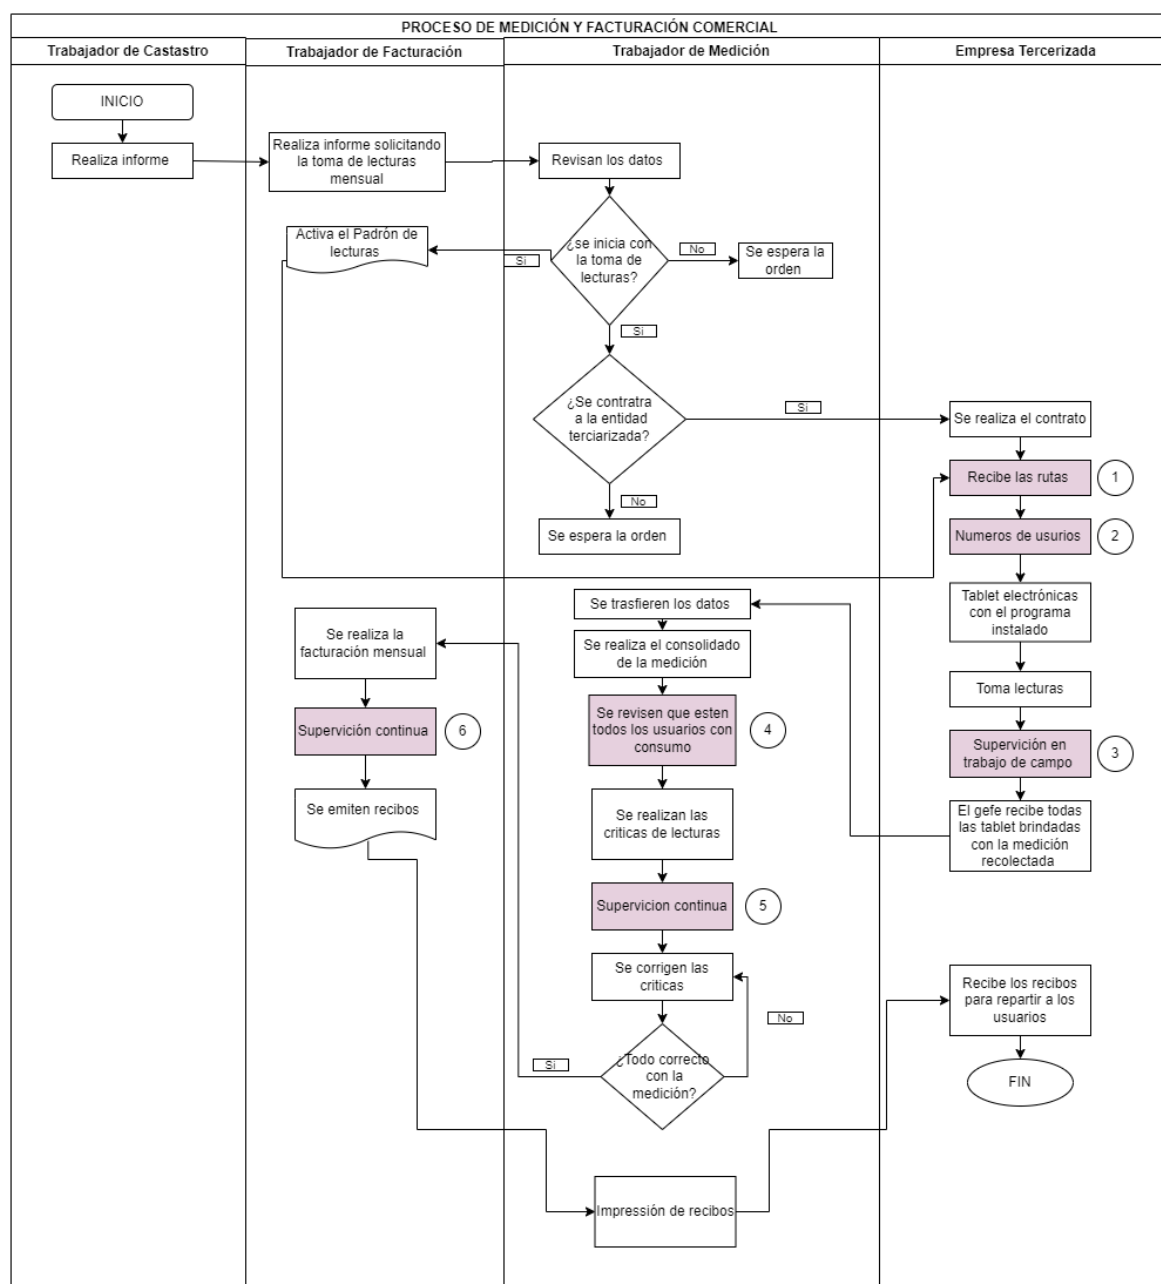 PROCESO DE MEDICIÓN Y FACTURACIÓN COMERCIAL
Trabajador de Castastro
Trabajador de Facturación
Trabajador de Medición
Empresa Tercerizada
INICIO
Realiza informe
Realiza informe solicitando
la toma de lecturas
mensual
Revisan los datos
Activa el Padrón de
lecturas
Si
¿se inicia con
la toma de
lecturas?
No
Se espera la
orden
Si
¿Se contratra
a la entidad
terciarizada?
Si
Se realiza el contrato
Recibe las rutas
1
No
Se espera la orden
Numeros de usurios
2
Tablet electrónicas
con el programa
instalado
Toma lecturas
Supervición en
trabajo de campo
3
El gefe recibe todas
las tablet brindadas
con la medición
recolectada
Se trasfieren los datos
Se realiza el consolidado
de la medición
Se revisen que esten
todos los usuarios con
consumo
4
Se realizan las
criticas de lecturas
Supervicion continua
5
Se corrigen las
criticas
No
¿Todo correcto
con la
medición?
Si
Se realiza la
facturación mensual
Supervición continua
6
Se emiten recibos
Impressión de recibos
Recibe los recibos
para repartir a los
usuarios
FIN